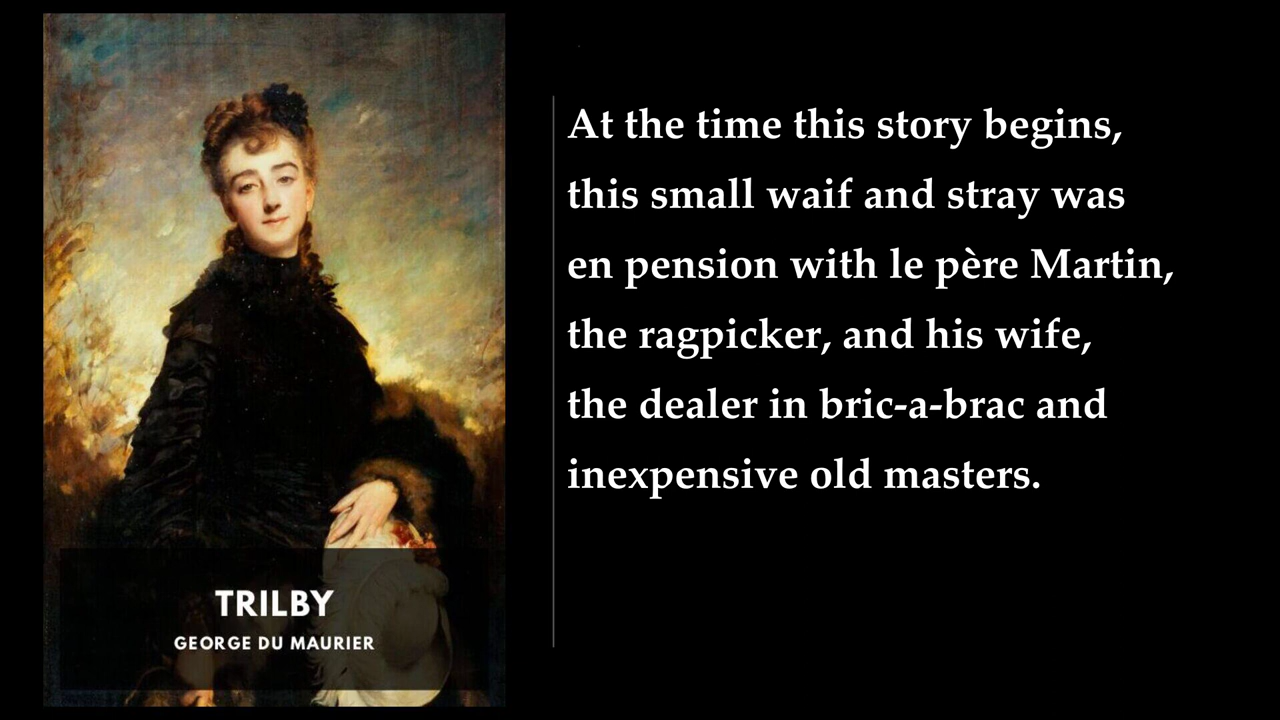 TRILBY
GEORGE DU MAURIER
At the time this story begins,
this small waif and stray was
en pension with le père Martin,
the ragpicker, and his wife,
the dealer in bric-a-brac and
inexpensive old masters.